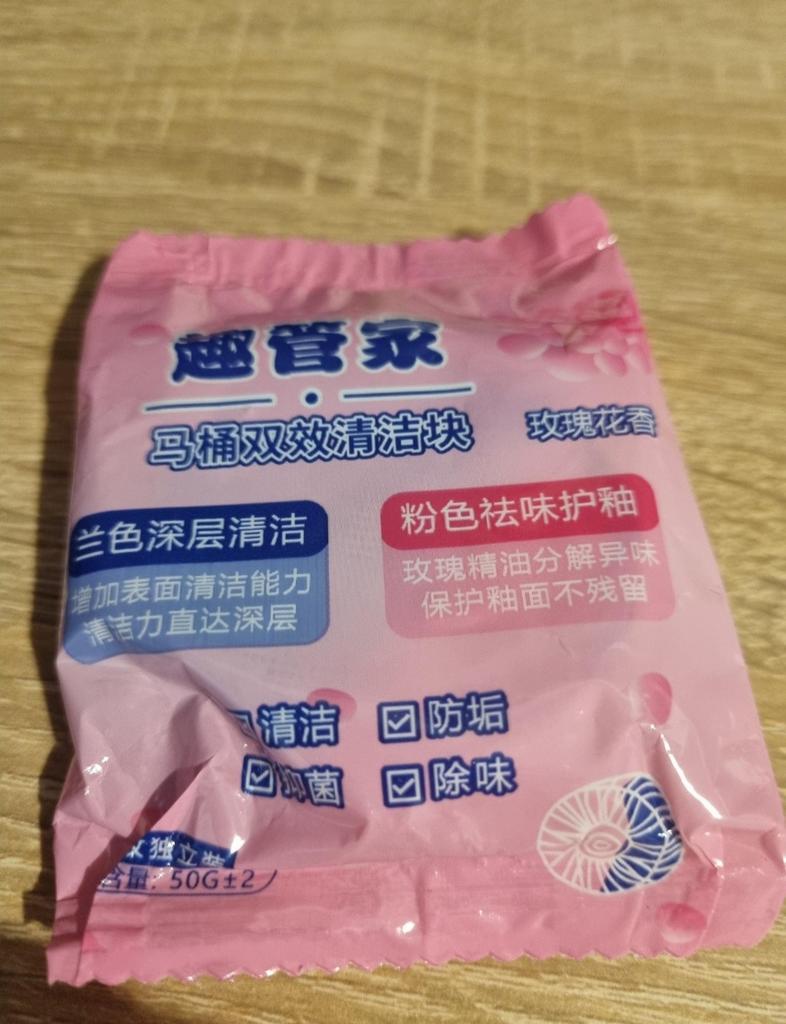 趣管家
马桶双效清洁块 玫瑰花香
兰色深层清洁
增加表面清洁能力
清洁力直达深层
粉色祛味护釉
玫瑰精油分解异味
保护釉面不残留
清洁 防垢
抑菌 除味
独立装
含量: 50G±2